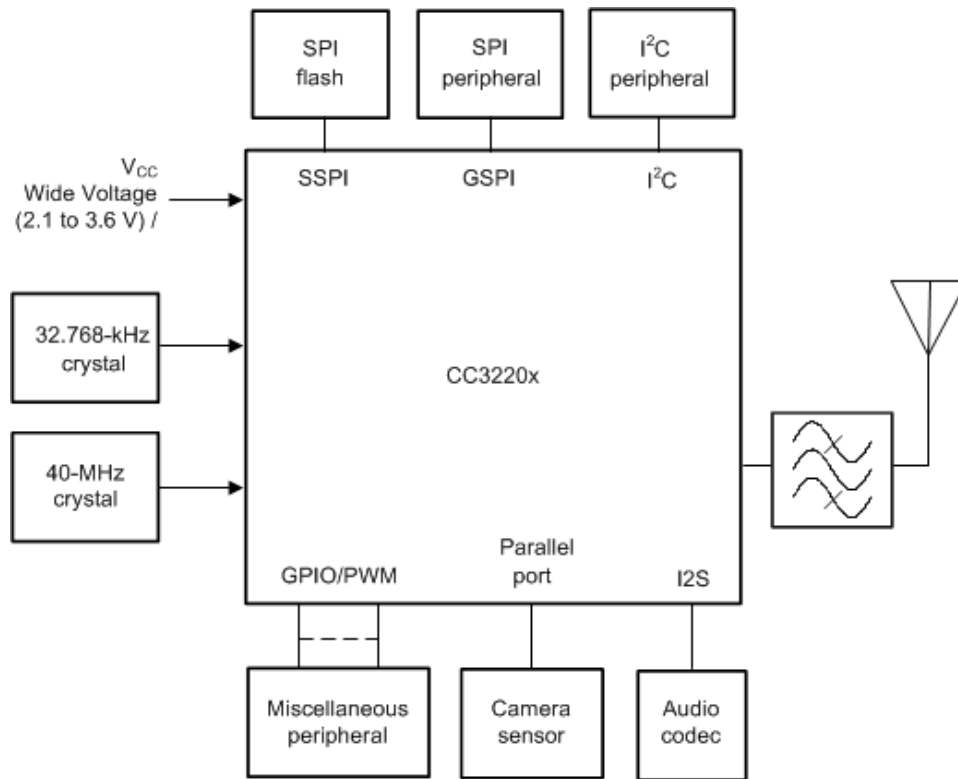 SPI
flash
SPI
peripheral
I²C
peripheral
SSPI
GSPI
I²C
VCC
Wide Voltage
(2.1 to 3.6 V) /
32.768-kHz
crystal
CC3220x
40-MHz
crystal
GPIO/PWM
Parallel
port
I2S
Miscellaneous
peripheral
Camera
sensor
Audio
codec